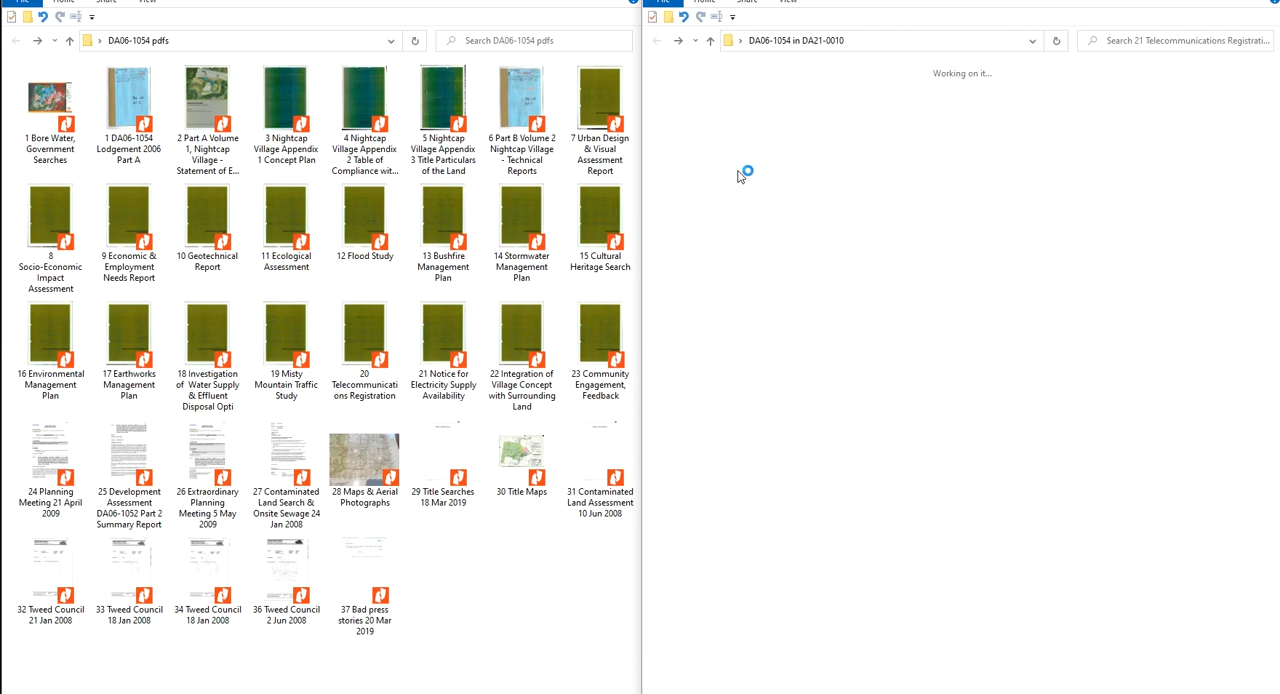 File Home Share View
DA06-1054 pdfs
Search DA06-1054 pdfs
1 Bore Water,
Government
Searches
1 DA06-1054
Lodgement 2006
Part A
2 Part A Volume
1, Nightcap
Village -
Statement of E...
3 Nightcap
Village Appendix
1 Concept Plan
4 Nightcap
Village Appendix
2 Table of
Compliance wit...
5 Nightcap
Village Appendix
3 Title Particulars
of the Land
6 Part B Volume 2
Nightcap Village
- Technical
Reports
7 Urban Design
& Visual
Assessment
Report
8
Socio-Economic
Impact
Assessment
9 Economic &
Employment
Needs Report
10 Geotechnical
Report
11 Ecological
Assessment
12 Flood Study
13 Bushfire
Management
Plan
14 Stormwater
Management
Plan
15 Cultural
Heritage Search
16 Environmental
Management
Plan
17 Earthworks
Management
Plan
18 Investigation
of Water Supply
& Effluent
Disposal Opti
19 Misty
Mountain Traffic
Study
20
Telecommunicati
ons Registration
21 Notice for
Electricity Supply
Availability
22 Integration of
Village Concept
with Surrounding
Land
23 Community
Engagement,
Feedback
24 Planning
Meeting 21 April
2009
25 Development
Assessment
DA06-1052 Part 2
Summary Report
26 Extraordinary
Planning
Meeting 5 May
2009
27 Contaminated
Land Search &
Onsite Sewage 24
Jan 2008
28 Maps & Aerial
Photographs
29 Title Searches
18 Mar 2019
30 Title Maps
31 Contaminated
Land Assessment
10 Jun 2008
32 Tweed Council
21 Jan 2008
33 Tweed Council
18 Jan 2008
34 Tweed Council
18 Jan 2008
36 Tweed Council
2 Jun 2008
37 Bad press
stories 20 Mar
2019
File Home Share View
DA06-1054 in DA21-0010
Search 21 Telecommunications Registrati...
Working on it...